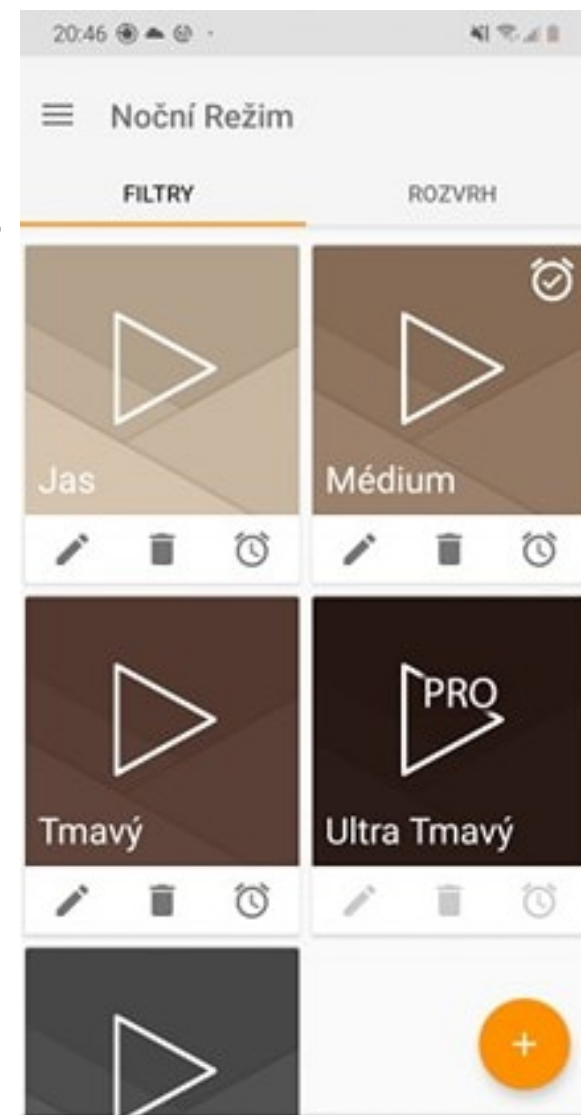 20:46
Noční Režim
FILTRY ROZVRH
Jas Médium
PRO
Tmavý Ultra Tmavý